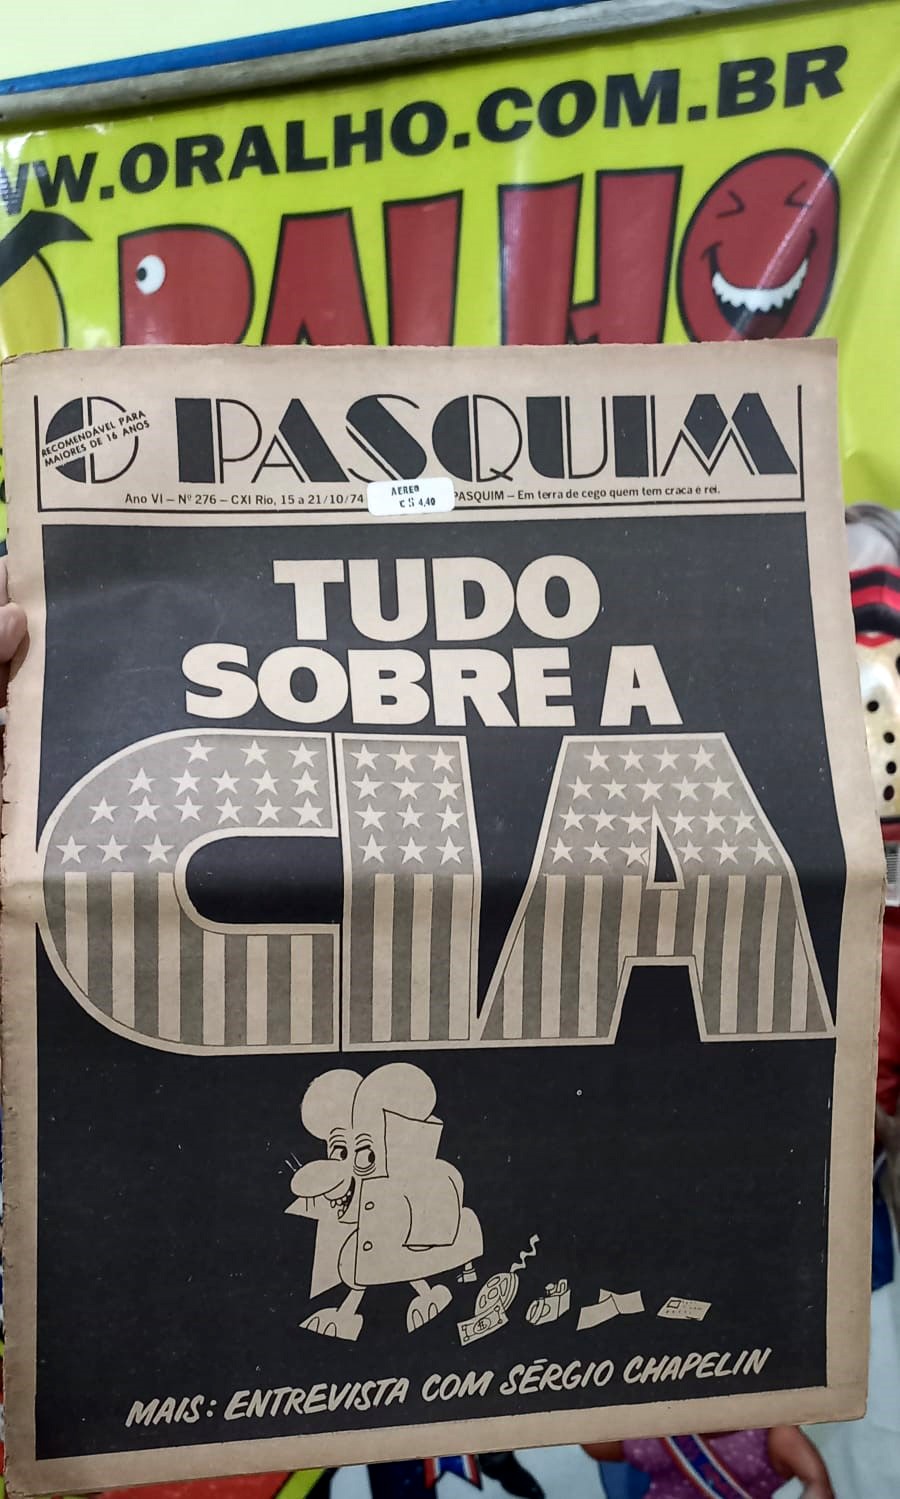 WW.ORALHO.COM.BR
RALHO
O PASQUIM
RECOMENDÁVEL PARA
MAIORES DE 16 ANOS
Ano VI – Nº 276 – CXI Rio, 15 a 21/10/74
AEREO
C $ 4,40
PASQUIM – Em terra de cego quem tem craca é rei.
TUDO
SOBRE A
CIA
MAIS: ENTREVISTA COM SÉRGIO CHAPELIN